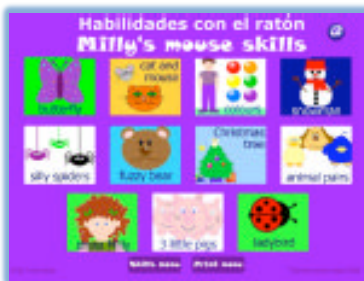 Habilidades con el ratón
Milly's mouse skills
butterfly
cat and mouse
colours
snowman
silly spiders
fuzzy bear
Christmas tree
animal pairs
3 little pigs
ladybird
Skills menu
Print menu